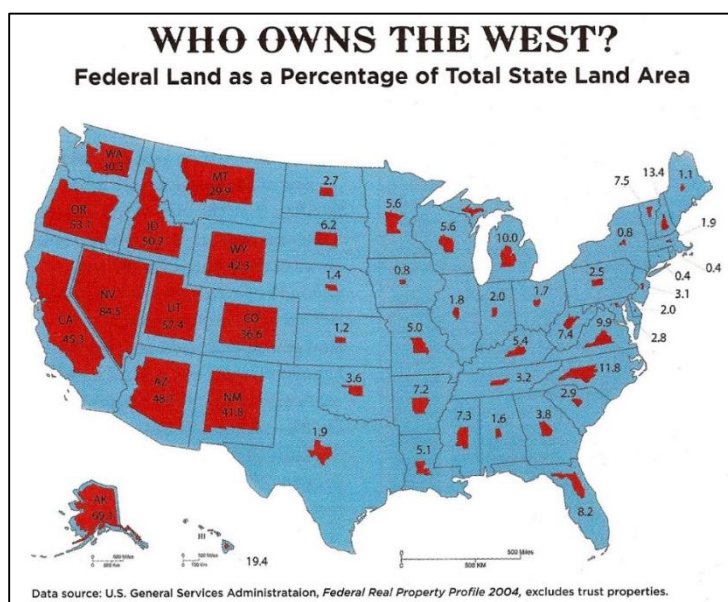 WHO OWNS THE WEST?
Federal Land as a Percentage of Total State Land Area
WA
30.3
MT
29.9
2.7
5.6
7.5
13.4
1.1
OR
53.1
ID
50.2
WY
42.3
6.2
5.6
10.0
0.8
1.9
0.4
0.4
3.1
2.0
2.8
NV
84.5
UT
57.4
CO
36.6
1.4
0.8
1.8
2.0
1.7
2.5
CA
45.3
1.2
5.0
5.4
7.4
9.9
AZ
48.1
NM
41.8
3.6
7.2
3.2
11.8
2.9
1.9
5.1
7.3
1.6
3.8
8.2
AK
69.1
HI
19.4
500 Miles
500 KM
Data source: U.S. General Services Administrataion, Federal Real Property Profile 2004, excludes trust properties.